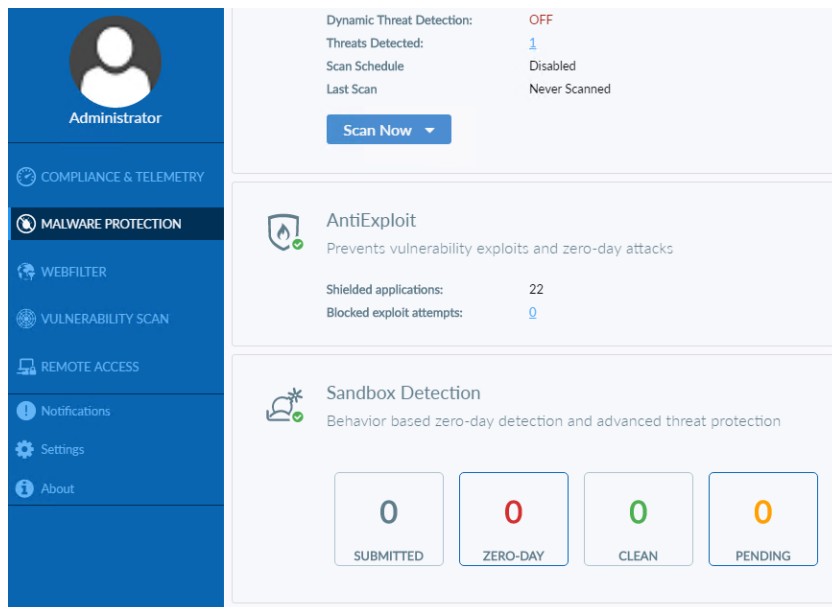 Administrator
COMPLIANCE & TELEMETRY
MALWARE PROTECTION
WEBFILTER
VULNERABILITY SCAN
REMOTE ACCESS
Notifications
Settings
About
Dynamic Threat Detection: OFF
Threats Detected: 1
Scan Schedule Disabled
Last Scan Never Scanned
Scan Now
AntiExploit
Prevents vulnerability exploits and zero-day attacks
Shielded applications: 22
Blocked exploit attempts: 0
Sandbox Detection
Behavior based zero-day detection and advanced threat protection
0 0 0 0
SUBMITTED ZERO-DAY CLEAN PENDING